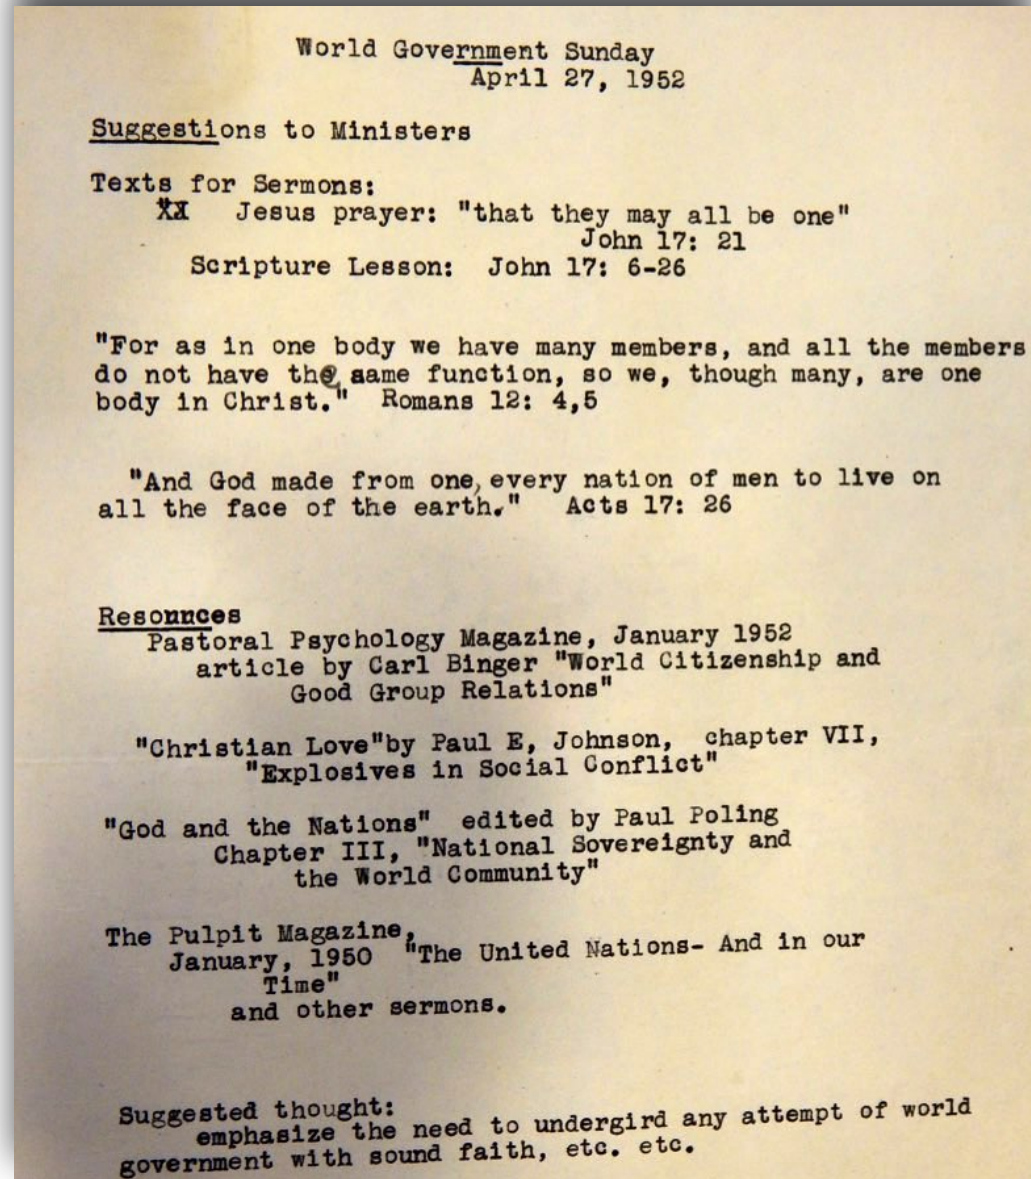 World Government Sunday
April 27, 1952
Suggestions to Ministers
Texts for Sermons:
Jesus prayer: "that they may all be one"
John 17: 21
Scripture Lesson: John 17: 6-26
"For as in one body we have many members, and all the members
do not have the same function, so we, though many, are one
body in Christ." Romans 12: 4,5
"And God made from one, every nation of men to live on
all the face of the earth." Acts 17: 26
Resounces
Pastoral Psychology Magazine, January 1952
article by Carl Binger "World Citizenship and
Good Group Relations"
"Christian Love"by Paul E, Johnson, chapter VII,
"Explosives in Social Conflict"
"God and the Nations" edited by Paul Poling
Chapter III, "National Sovereignty and
the World Community"
The Pulpit Magazine,
January, 1950 "The United Nations- And in our
Time"
and other sermons.
Suggested thought:
emphasize the need to undergird any attempt of world
government with sound faith, etc. etc.